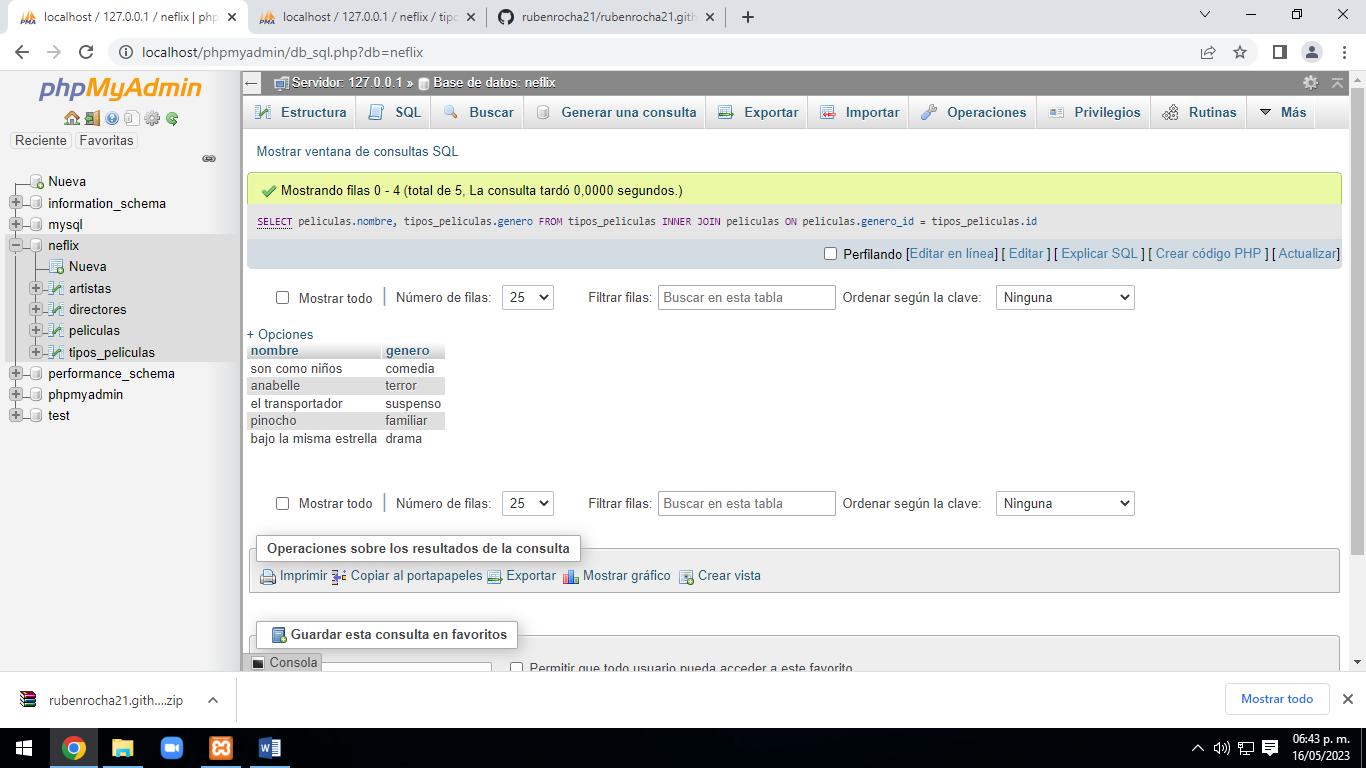 localhost / 127.0.0.1 / neflix | php
localhost / 127.0.0.1 / neflix / tipo
rubenrocha21/rubenrocha21.gith
localhost/phpmyadmin/db_sql.php?db=neflix
phpMyAdmin
Reciente Favoritas
Nueva
information_schema
mysql
neflix
Nueva
artistas
directores
peliculas
tipos_peliculas
performance_schema
phpmyadmin
test
Servidor: 127.0.0.1 » Base de datos: neflix
Estructura SQL Buscar Generar una consulta Exportar Importar Operaciones Privilegios Rutinas Más
Mostrar ventana de consultas SQL
Mostrando filas 0 - 4 (total de 5, La consulta tardó 0,0000 segundos.)
SELECT peliculas.nombre, tipos_peliculas.genero FROM tipos_peliculas INNER JOIN peliculas ON peliculas.genero_id = tipos_peliculas.id
Perfilando [Editar en línea] [ Editar ] [ Explicar SQL ] [ Crear código PHP ] [ Actualizar]
Mostrar todo | Número de filas: 25 Filtrar filas: Buscar en esta tabla Ordenar según la clave: Ninguna
+ Opciones
nombre genero
son como niños comedia
anabelle terror
el transportador suspenso
pinocho familiar
bajo la misma estrella drama
Mostrar todo | Número de filas: 25 Filtrar filas: Buscar en esta tabla Ordenar según la clave: Ninguna
Operaciones sobre los resultados de la consulta
Imprimir Copiar al portapapeles Exportar Mostrar gráfico Crear vista
Guardar esta consulta en favoritos
Consola
Permitir que todo usuario pueda acceder a este favorito
rubenrocha21.gith....zip
Mostrar todo
06:43 p. m.
16/05/2023